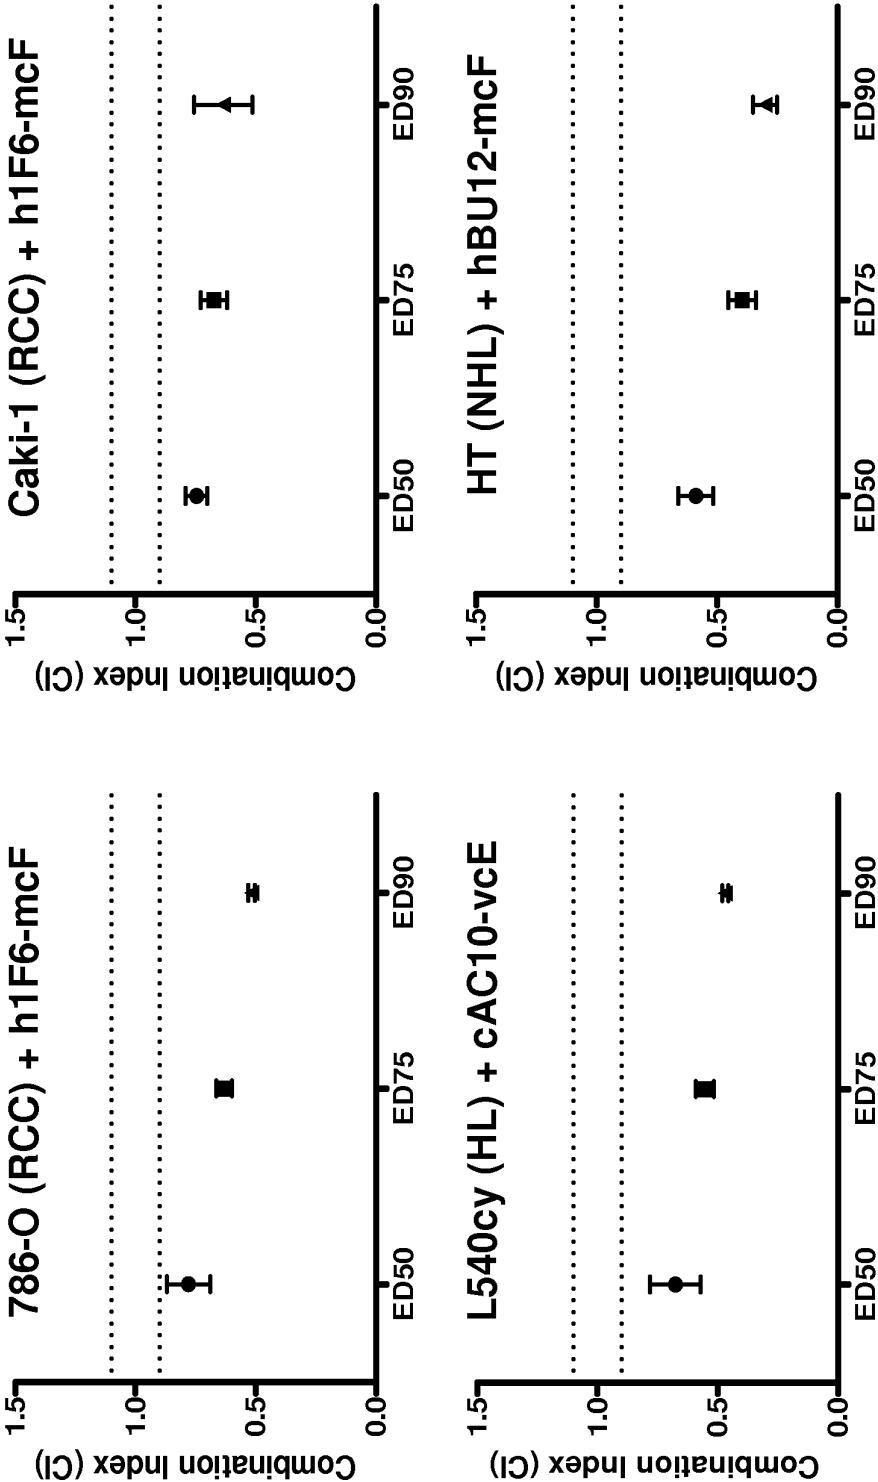 786-O (RCC) + h1F6-mcF
Combination Index (CI)
1.5
1.0
0.5
0.0
ED50
ED75
ED90
Caki-1 (RCC) + h1F6-mcF
Combination Index (CI)
1.5
1.0
0.5
0.0
ED50
ED75
ED90
L540cy (HL) + cAC10-vcE
Combination Index (CI)
1.5
1.0
0.5
0.0
ED50
ED75
ED90
HT (NHL) + hBU12-mcF
Combination Index (CI)
1.5
1.0
0.5
0.0
ED50
ED75
ED90